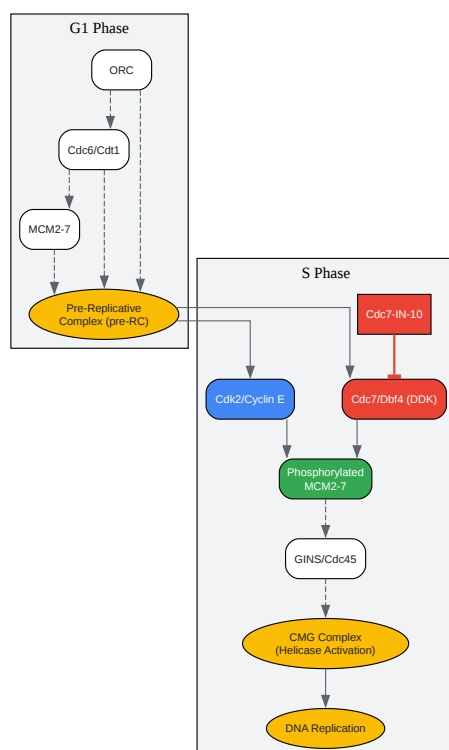 G1 Phase
ORC
Cdc6/Cdt1
MCM2-7
Pre-Replicative
Complex (pre-RC)
S Phase
Cdc7-IN-10
Cdk2/Cyclin E
Cdc7/Dbf4 (DDK)
Phosphorylated
MCM2-7
GINS/Cdc45
CMG Complex
(Helicase Activation)
DNA Replication